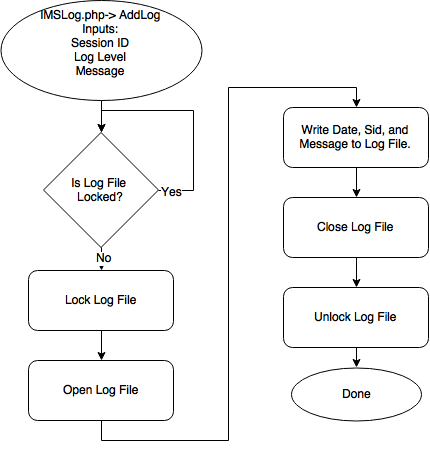 IMSLog.php-> AddLog
Inputs:
Session ID
Log Level
Message
Is Log File
Locked?
Yes
No
Lock Log File
Open Log File
Write Date, Sid, and
Message to Log File.
Close Log File
Unlock Log File
Done